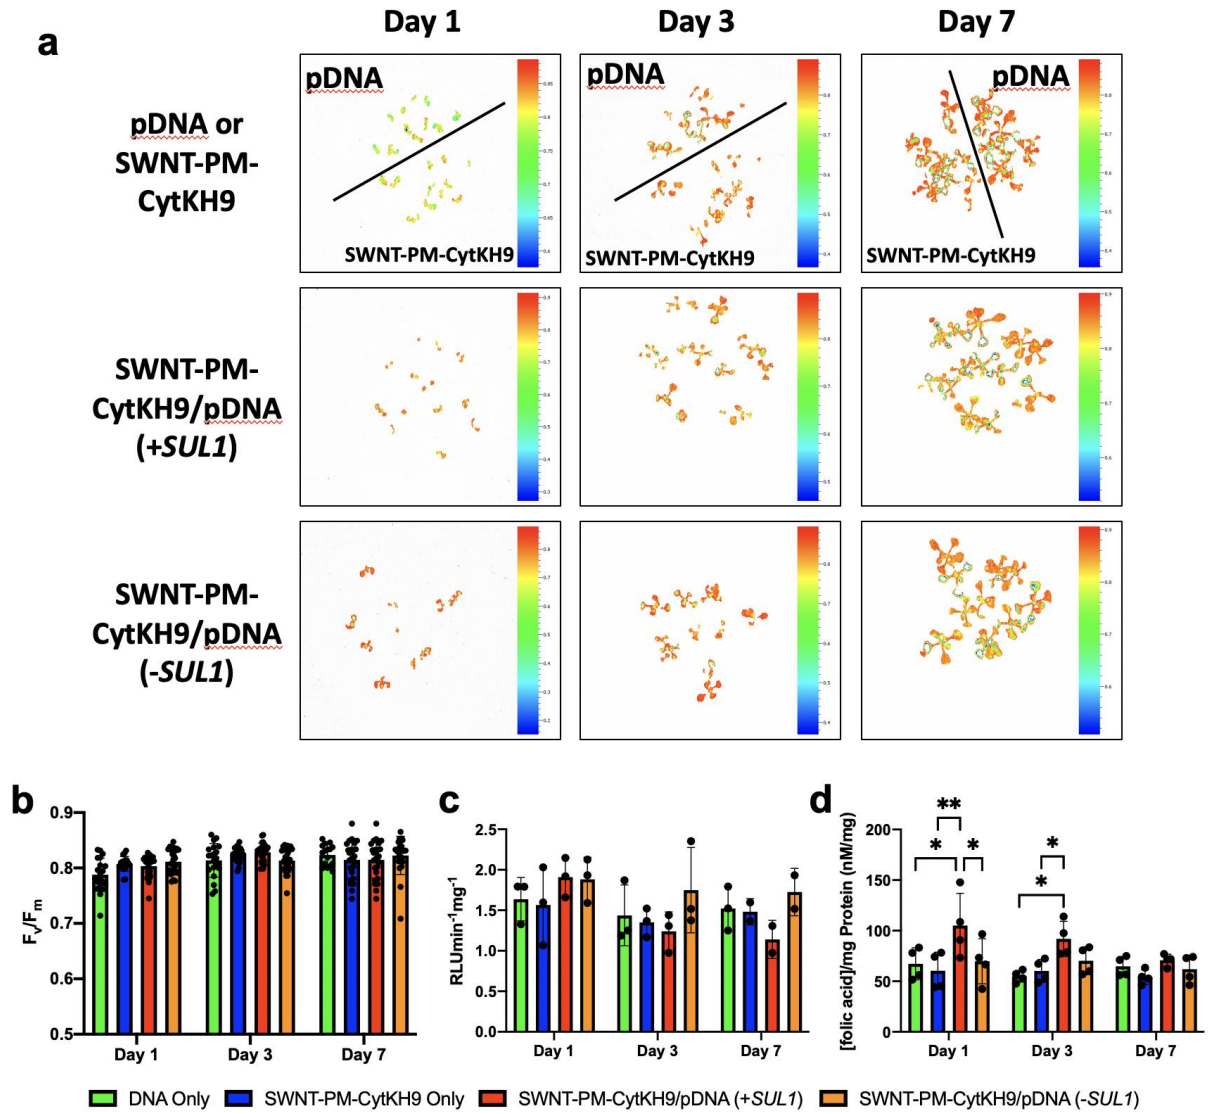 a
Day 1
Day 3
Day 7
pDNA or
SWNT-PM-
CytKH9
pDNA
SWNT-PM-CytKH9
pDNA
SWNT-PM-CytKH9
pDNA
SWNT-PM-CytKH9
SWNT-PM-
CytKH9/pDNA
(+SUL1)
SWNT-PM-
CytKH9/pDNA
(-SUL1)
b
Fv/Fm
0.9
0.8
0.7
0.6
0.5
Day 1
Day 3
Day 7
c
RLUmin-1mg-1
2.5
2.0
1.5
1.0
0.5
0.0
Day 1
Day 3
Day 7
d
[folic acid]/mg Protein (nM/mg)
200
150
100
50
0
**
*
*
*
*
Day 1
Day 3
Day 7
DNA Only
SWNT-PM-CytKH9 Only
SWNT-PM-CytKH9/pDNA (+SUL1)
SWNT-PM-CytKH9/pDNA (-SUL1)